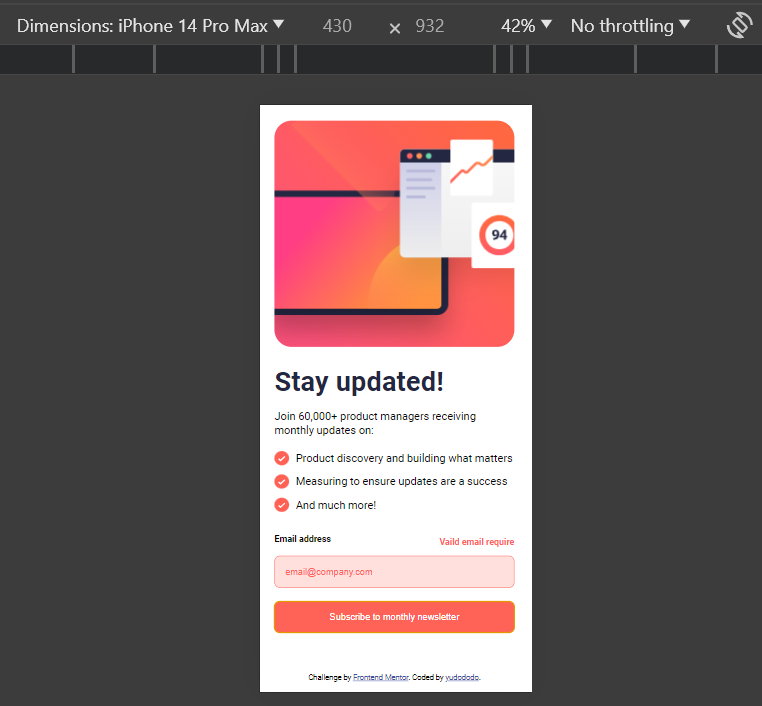 Dimensions: iPhone 14 Pro Max ▼ 430 × 932 42% ▼ No throttling ▼
94
Stay updated!
Join 60,000+ product managers receiving
monthly updates on:
Product discovery and building what matters
Measuring to ensure updates are a success
And much more!
Email address
Vaild email require
email@company.com
Subscribe to monthly newsletter
Challenge by Frontend Mentor. Coded by yudododo.